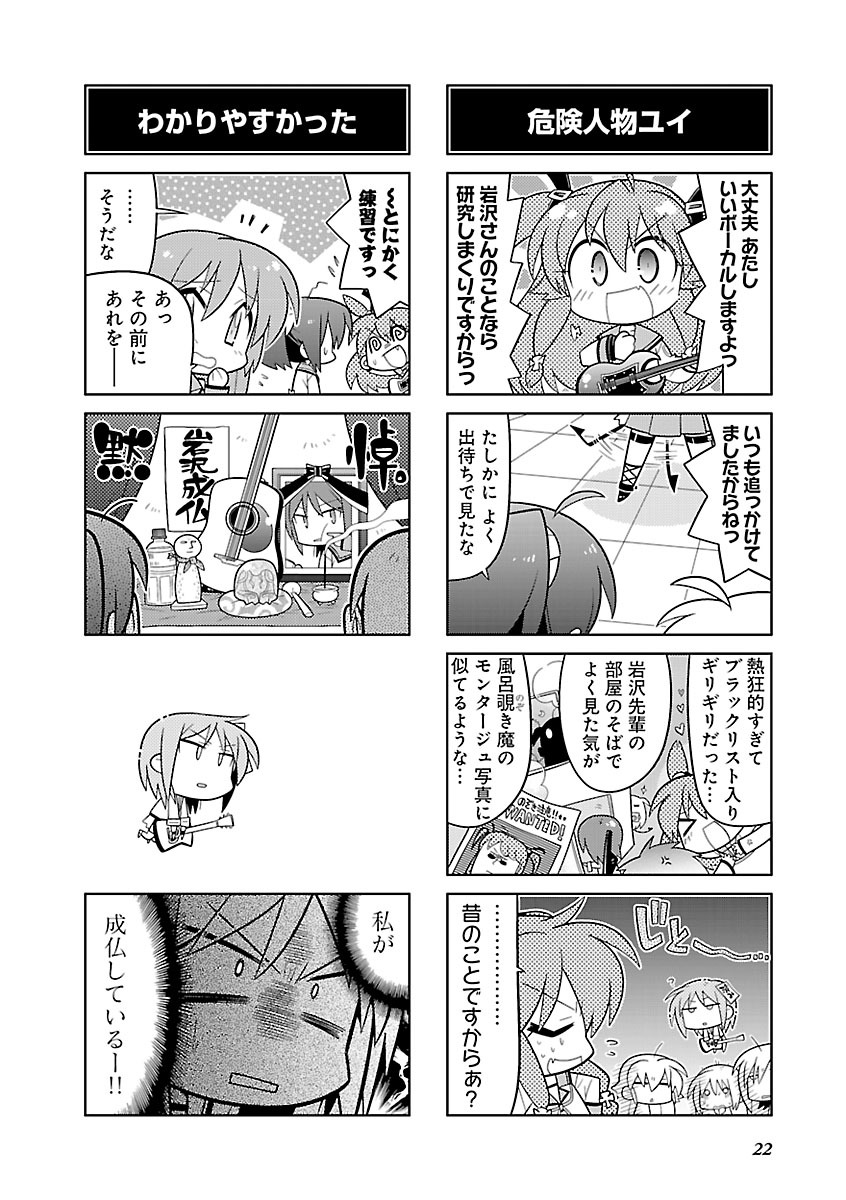 危険人物ユイ
大丈夫 あたし
いいボーカルしますよっ
岩沢さんのことなら
研究しまくりですからっ
いつも追っかけて
ましたからねっ
たしかに よく
出待ちで見たな
熱狂的すぎて
ブラックリスト入り
ギリギリだった…
岩沢先輩の
部屋のそばで
よく見た気が
風呂覗き魔の
のぞ
モンタージュ写真に
似てるような…
のぞき注意!!
WANTED!
じとー〜〜
?
………………
昔のことですからぁ?
わかりやすかった
〜とにかく
練習ですっ
……
そうだな
あっ
その前に
あれを――
悼。
岩沢成仏
黙!
私が
成仏しているー!!
22